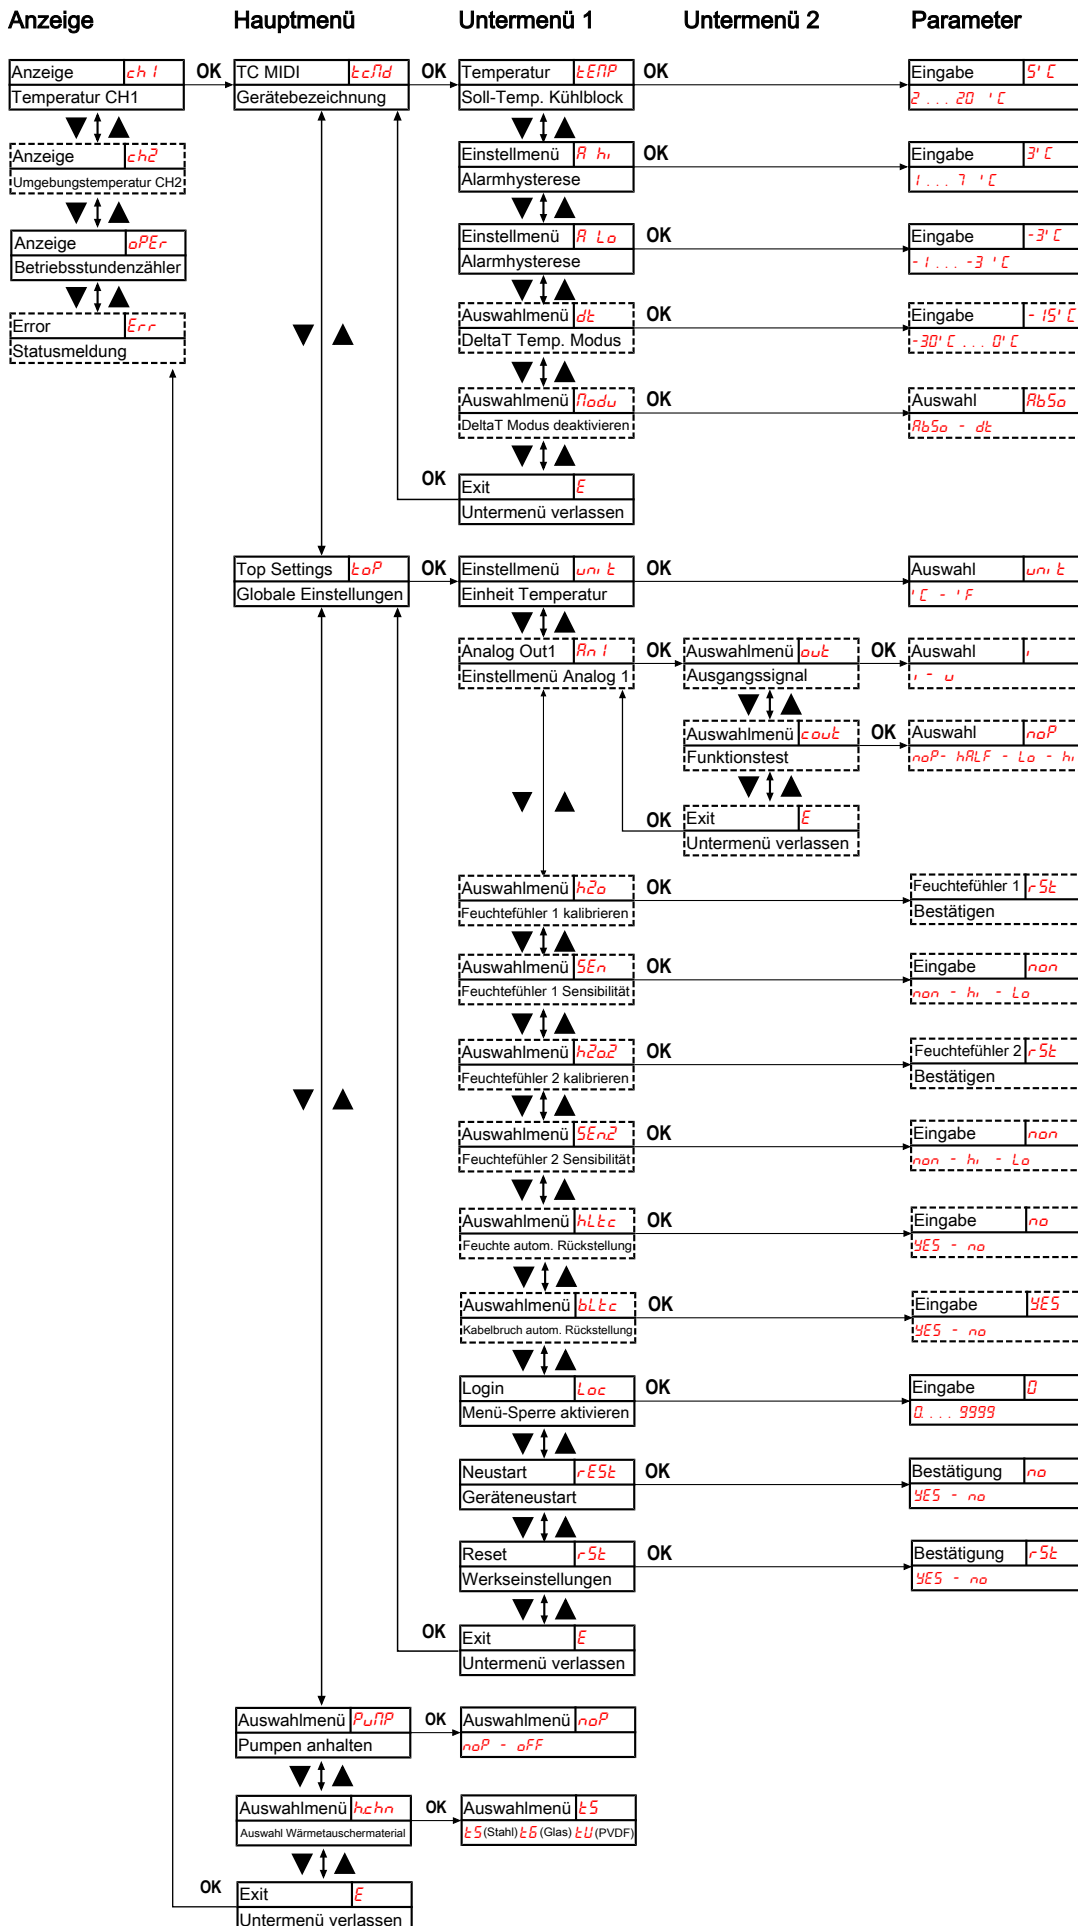 Anzeige Hauptmenü Untermenü 1 Untermenü 2 Parameter
Anzeige ch1 OK TC MIDI tcMd OK Temperatur tEMP OK Eingabe 5°C
Temperatur CH1 Gerätebezeichnung Soll-Temp. Kühlblock 2 ... 20 °C
Anzeige ch2 Einstellmenü A hi OK Eingabe 3°C
Umgebungstemperatur CH2 Alarmhysterese 1 ... 7 °C
Anzeige oPEr Einstellmenü A Lo OK Eingabe -3°C
Betriebsstundenzähler Alarmhysterese -1 ... -3 °C
Error Err Auswahlmenü dt OK Eingabe -15°C
Statusmeldung DeltaT Temp. Modus -30°C ... 0°C
Auswahlmenü Modu OK Auswahl AbSo
DeltaT Modus deaktivieren AbSo - dt
OK Exit E
Untermenü verlassen
Top Settings toP OK Einstellmenü unit OK Auswahl unit
Globale Einstellungen Einheit Temperatur °C - °F
Analog Out1 An1 OK Auswahlmenü out OK Auswahl i
Einstellmenü Analog 1 Ausgangssignal i - u
Auswahlmenü cout OK Auswahl noP
Funktionstest noP - hALF - Lo - hi
OK Exit E
Untermenü verlassen
Auswahlmenü h2o OK Feuchtefühler 1 rSt
Feuchtefühler 1 kalibrieren Bestätigen
Auswahlmenü SEn OK Eingabe non
Feuchtefühler 1 Sensibilität non - hi - Lo
Auswahlmenü h2o.2 OK Feuchtefühler 2 rSt
Feuchtefühler 2 kalibrieren Bestätigen
Auswahlmenü SEn.2 OK Eingabe non
Feuchtefühler 2 Sensibilität non - hi - Lo
Auswahlmenü hLtc OK Eingabe no
Feuchte autom. Rückstellung YES - no
Auswahlmenü bLtc OK Eingabe YES
Kabelbruch autom. Rückstellung YES - no
Login Loc OK Eingabe 0
Menü-Sperre aktivieren 0.... 9999
Neustart rESt OK Bestätigung no
Geräteneustart YES - no
Reset rSt OK Bestätigung rSt
Werkseinstellungen YES - no
OK Exit E
Untermenü verlassen
Auswahlmenü PuMP OK Auswahlmenü noP
Pumpen anhalten noP - oFF
Auswahlmenü h.chn OK Auswahlmenü tS
Auswahl Wärmetauschermaterial tS (Stahl) tG (Glas) tU (PVDF)
OK Exit E
Untermenü verlassen